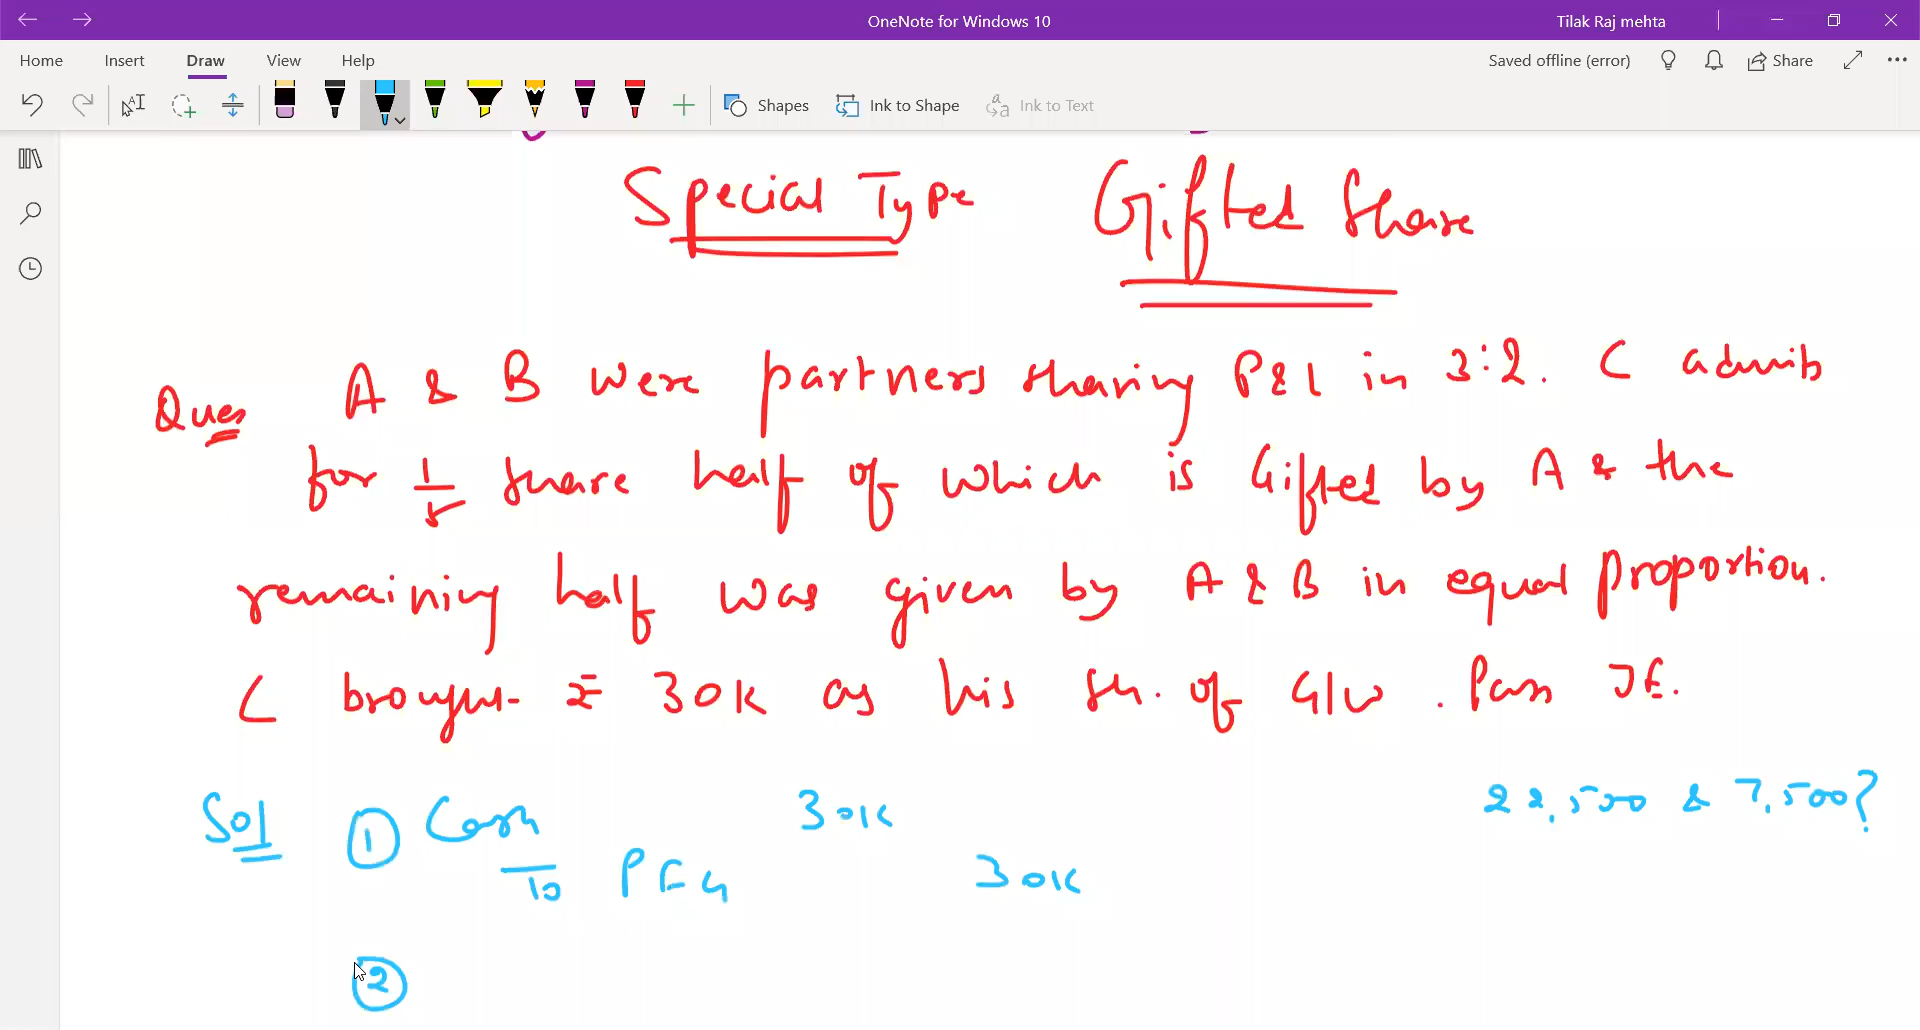 OneNote for Windows 10
Tilak Raj mehta
Home Insert Draw View Help
Saved offline (error) Share
Shapes Ink to Shape Ink to Text
Special Type Gifted Share
Ques A & B were partners sharing P&L in 3:2. C admits
for 1/5 share half of which is Gifted by A & the
remaining half was given by A & B in equal proportion.
C brought ₹ 30K as his sh. of G/W. Pass JE.
Sol ① Cash 30K 22,500 & 7,500?
To PFG 30K
②